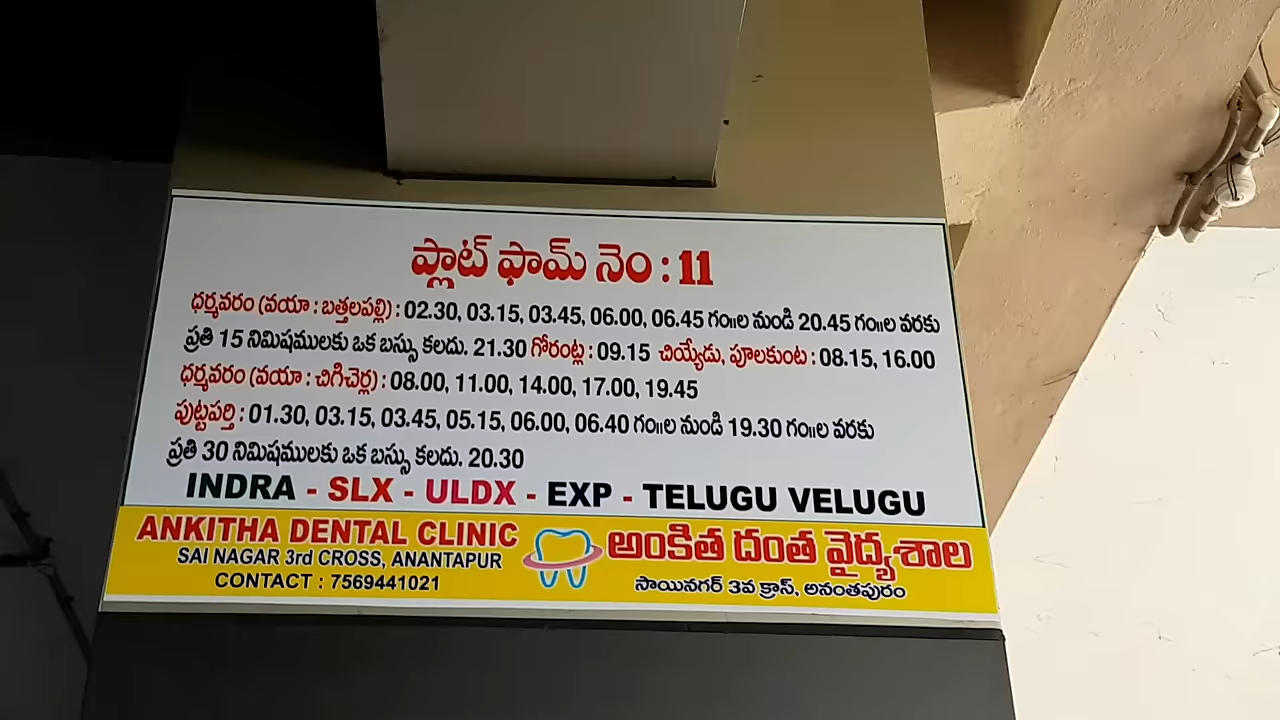 ప్లాట్ ఫామ్ నెం : 11
ధర్మవరం (వయా : బత్తలపల్లి) : 02.30, 03.15, 03.45, 06.00, 06.45 గం॥ల నుండి 20.45 గం॥ల వరకు
ప్రతి 15 నిమిషములకు ఒక బస్సు కలదు. 21.30 గోరంట్ల : 09.15 చియ్యేడు, పూలకుంట : 08.15, 16.00
ధర్మవరం (వయా : చిగిచెర్ల) : 08.00, 11.00, 14.00, 17.00, 19.45
పుట్టపర్తి : 01.30, 03.15, 03.45, 05.15, 06.00, 06.40 గం॥ల నుండి 19.30 గం॥ల వరకు
ప్రతి 30 నిమిషములకు ఒక బస్సు కలదు. 20.30
INDRA - SLX - ULDX - EXP - TELUGU VELUGU
ANKITHA DENTAL CLINIC
SAI NAGAR 3rd CROSS, ANANTAPUR
CONTACT : 7569441021
అంకిత దంత వైద్యశాల
సాయినగర్ 3వ క్రాస్, అనంతపురం